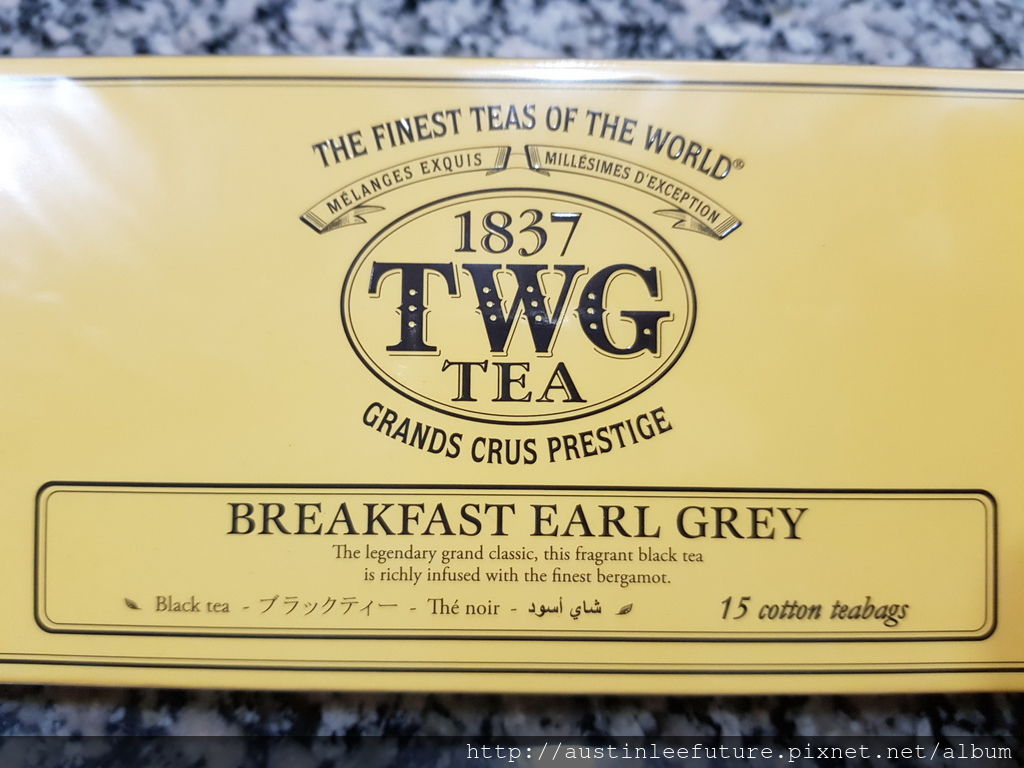 THE FINEST TEAS OF THE WORLD®
MÉLANGES EXQUIS MILLÉSIMES D'EXCEPTION
1837
TWG
TEA
GRANDS CRUS PRESTIGE
BREAKFAST EARL GREY
The legendary grand classic, this fragrant black tea
is richly infused with the finest bergamot.
Black tea - ブラックティー - Thé noir - شاي أسود
15 cotton teabags
http://austinleefuture.pixnet.net/album